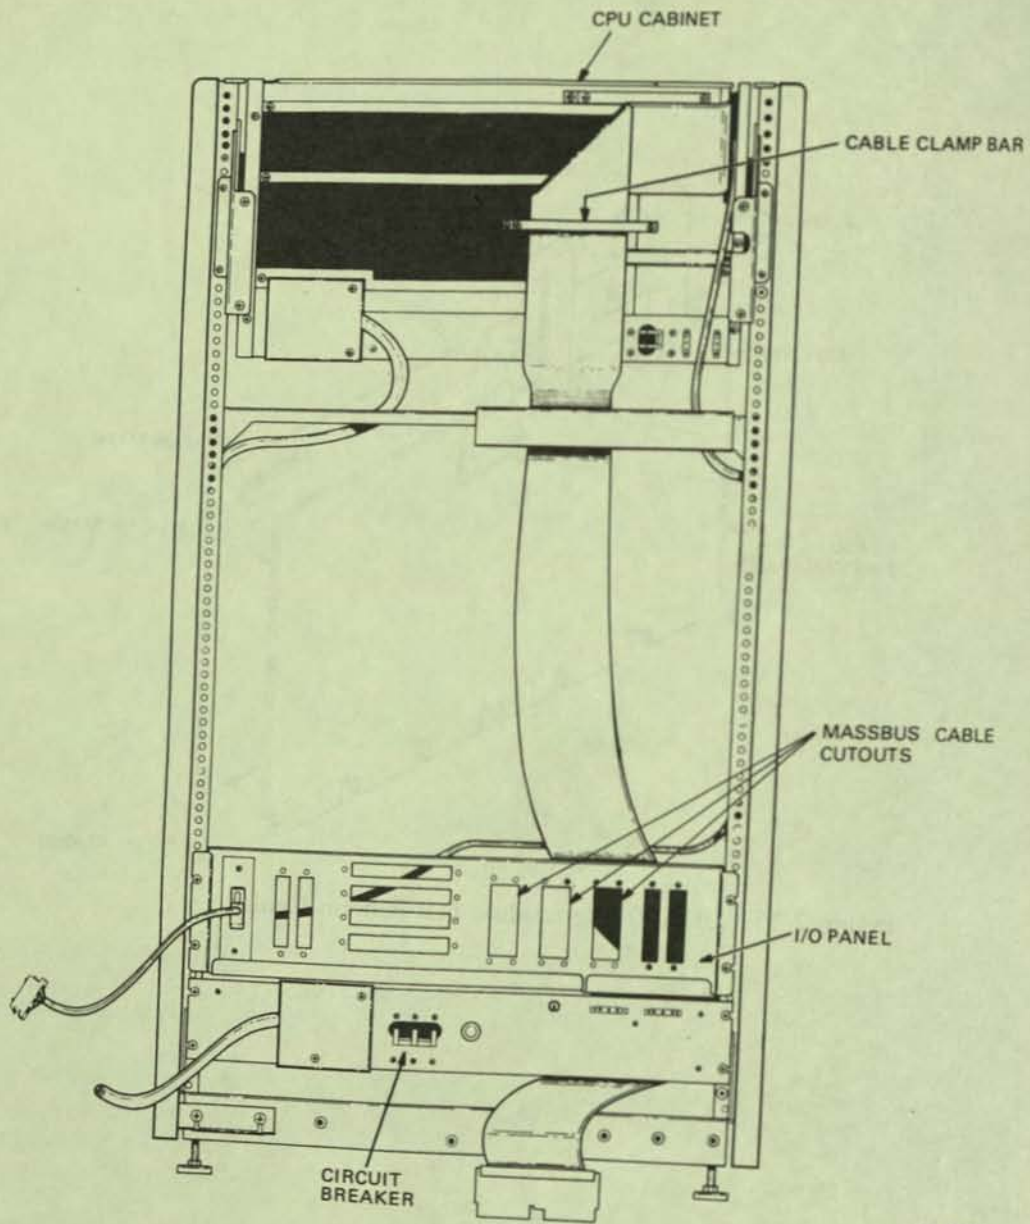 CPU CABINET
CABLE CLAMP BAR
MASSBUS CABLE
CUTOUTS
I/O PANEL
CIRCUIT
BREAKER